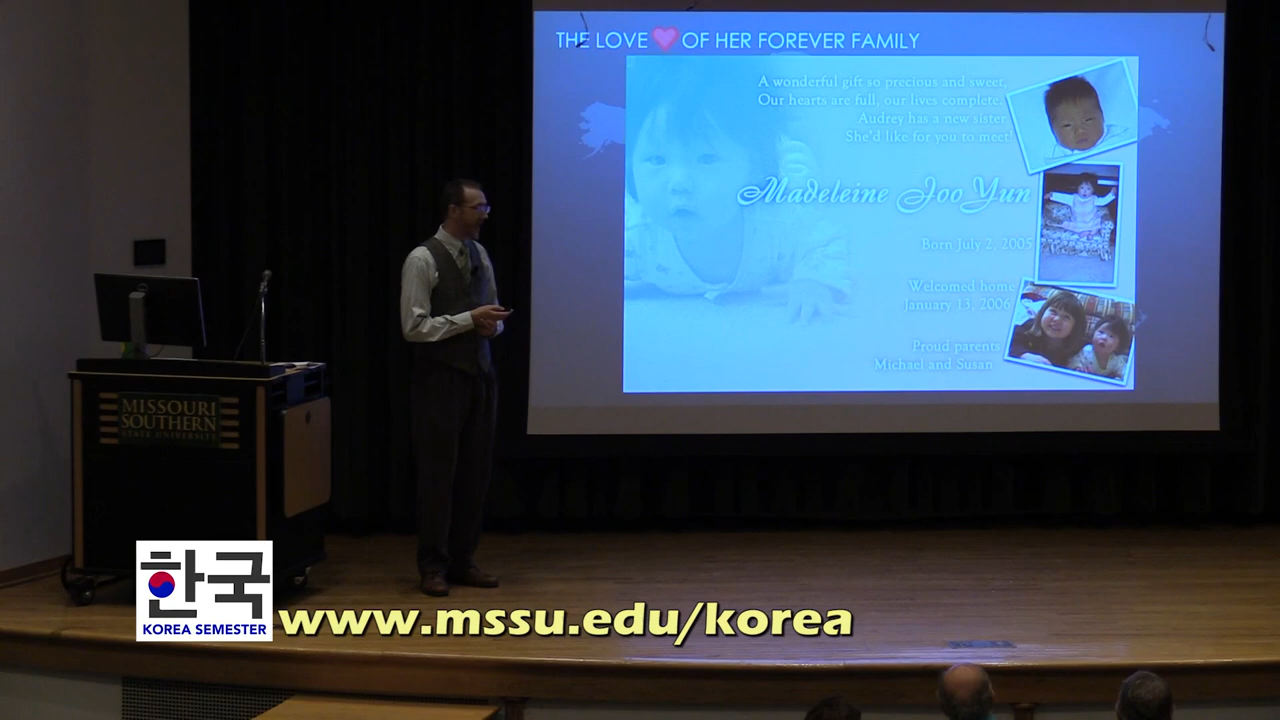 THE LOVE OF HER FOREVER FAMILY
A wonderful gift so precious and sweet,
Our hearts are full, our lives complete.
Audrey has a new sister
She'd like for you to meet!
Madeleine Joo Yun
Born July 2, 2005
Welcomed home
January 13, 2006
Proud parents
Michael and Susan
MISSOURI
SOUTHERN
STATE UNIVERSITY
한국
KOREA SEMESTER
www.mssu.edu/korea